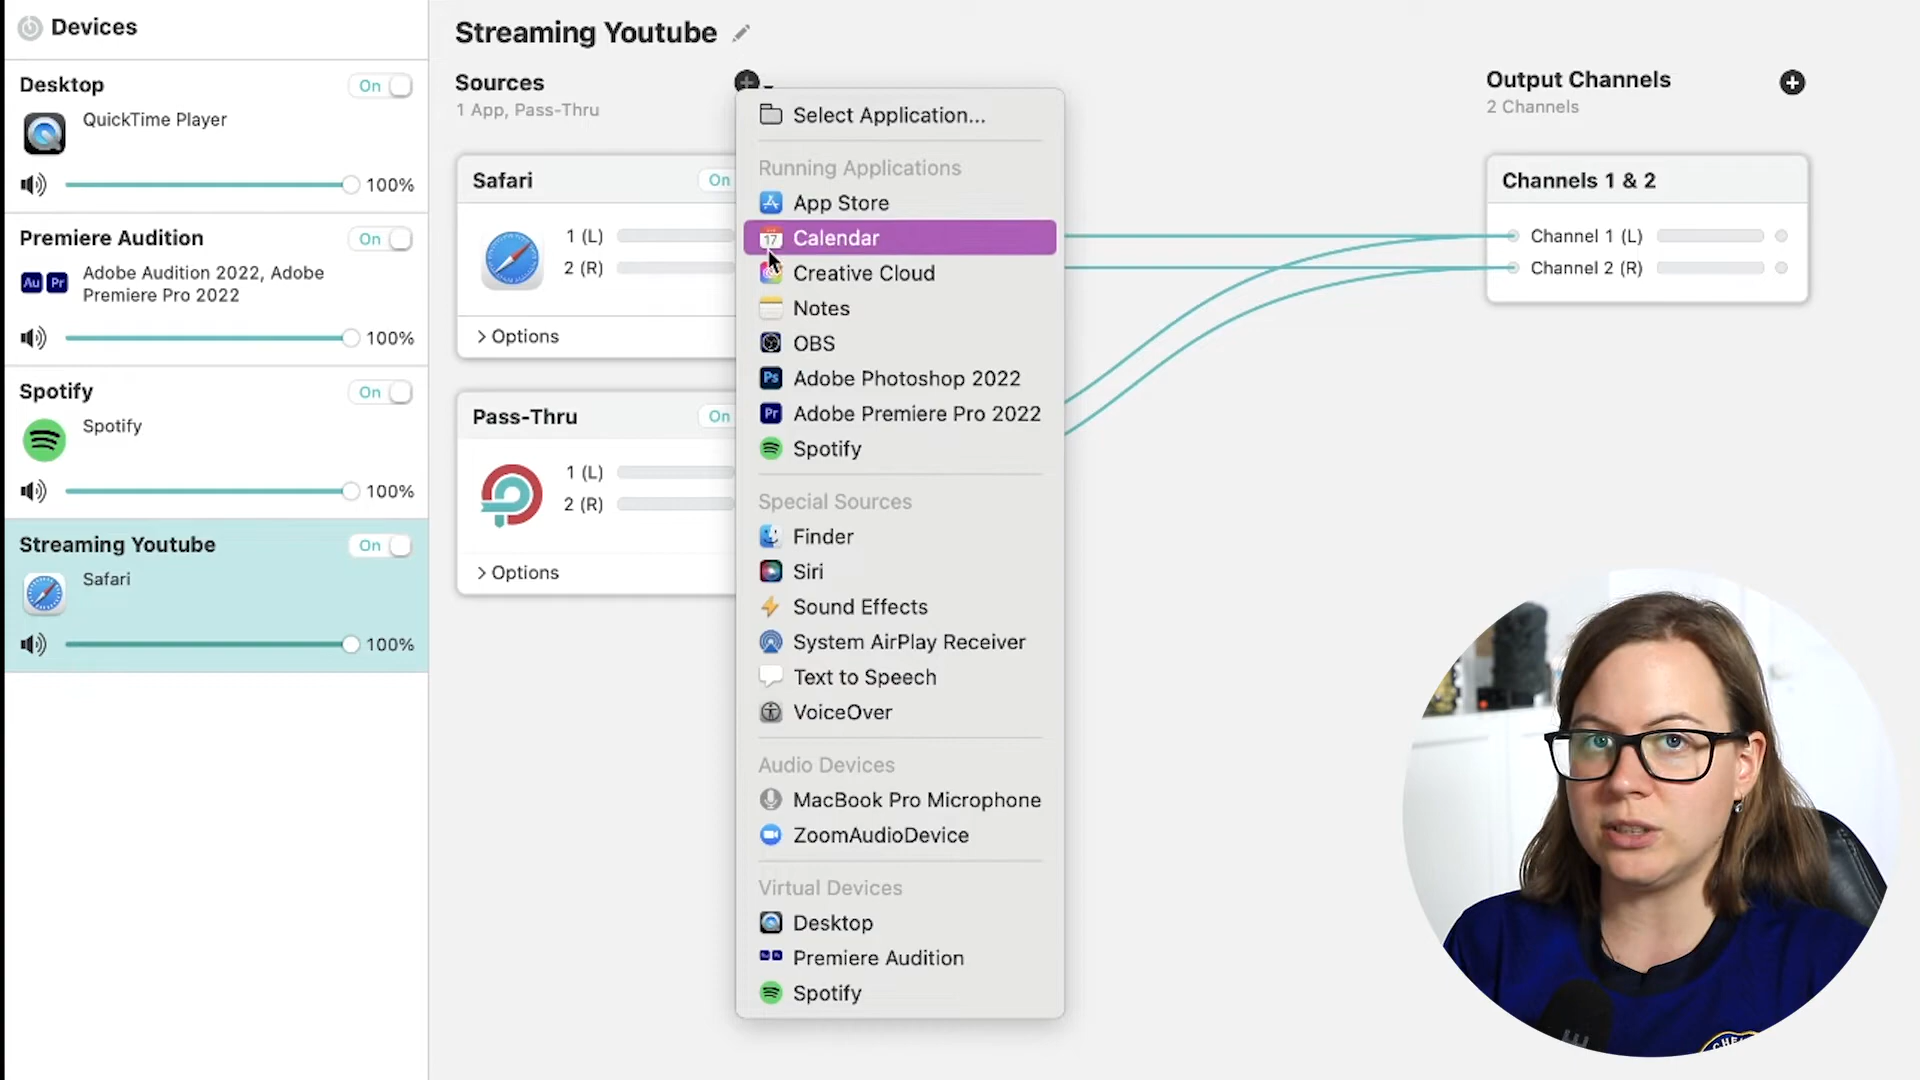 Devices
Desktop
On
QuickTime Player
100%
Premiere Audition
On
Au Pr
Adobe Audition 2022, Adobe
Premiere Pro 2022
100%
Spotify
On
Spotify
100%
Streaming Youtube
On
Safari
100%
Streaming Youtube
Sources
1 App, Pass-Thru
Safari
On
1 (L)
2 (R)
> Options
Pass-Thru
On
1 (L)
2 (R)
> Options
Select Application...
Running Applications
App Store
17
Calendar
Creative Cloud
Notes
OBS
Ps
Adobe Photoshop 2022
Pr
Adobe Premiere Pro 2022
Spotify
Special Sources
Finder
Siri
Sound Effects
System AirPlay Receiver
Text to Speech
VoiceOver
Audio Devices
MacBook Pro Microphone
ZoomAudioDevice
Virtual Devices
Desktop
Premiere Audition
Spotify
Output Channels
2 Channels
Channels 1 & 2
Channel 1 (L)
Channel 2 (R)